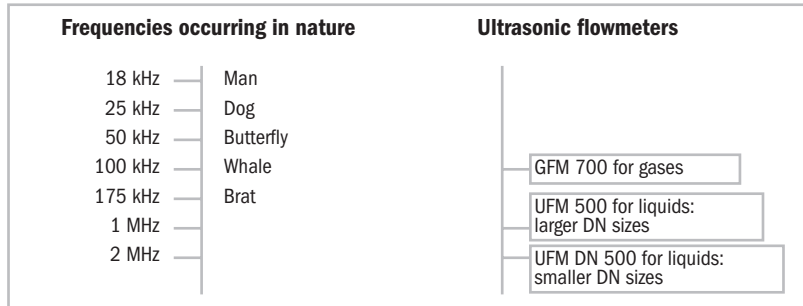 Frequencies occurring in nature
Ultrasonic flowmeters
18 kHz Man
25 kHz Dog
50 kHz Butterfly
100 kHz Whale
GFM 700 for gases
175 kHz Brat
UFM 500 for liquids:
larger DN sizes
1 MHz
2 MHz
UFM DN 500 for liquids:
smaller DN sizes